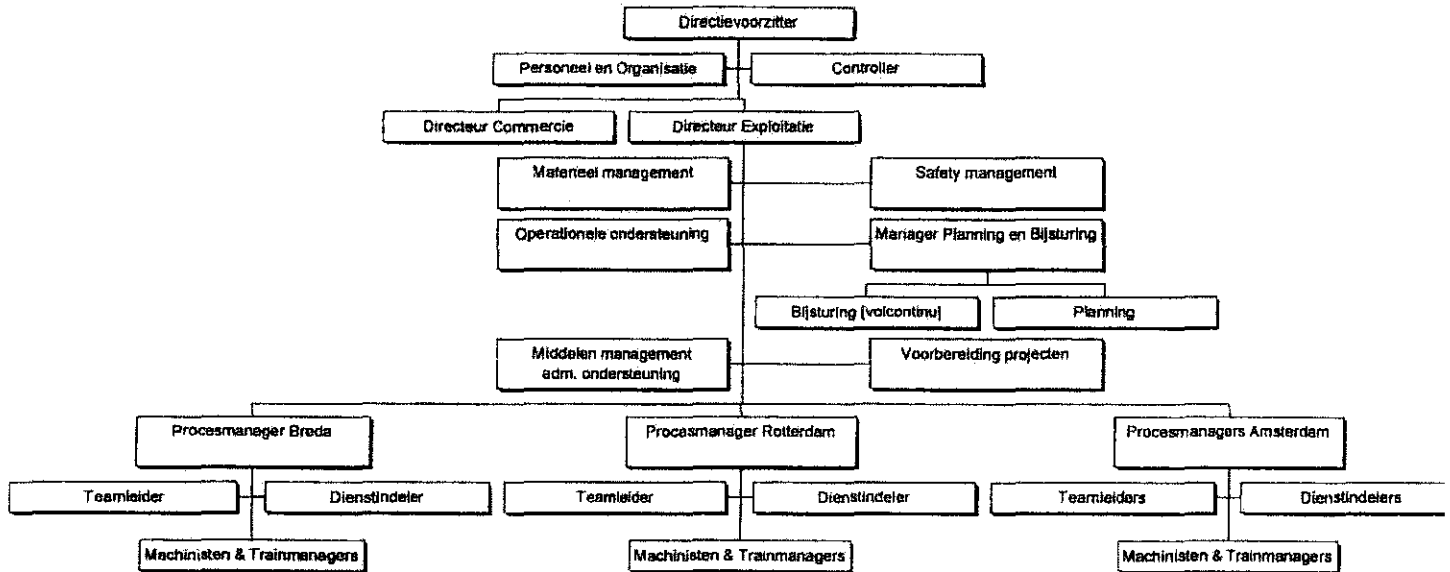 Directievoorzitter
Personeel en Organisatie
Controller
Directeur Commercie
Directeur Exploitatie
Materieel management
Safety management
Operationele ondersteuning
Manager Planning en Bijsturing
Bijsturing (volcontinu)
Planning
Middelen management
adm. ondersteuning
Voorbereiding projecten
Procesmanager Breda
Procesmanager Rotterdam
Procesmanagers Amsterdam
Teamleider
Dienstindeler
Teamleider
Dienstindeler
Teamleiders
Dienstindelers
Machinisten & Trainmanagers
Machinisten & Trainmanagers
Machinisten & Trainmanagers